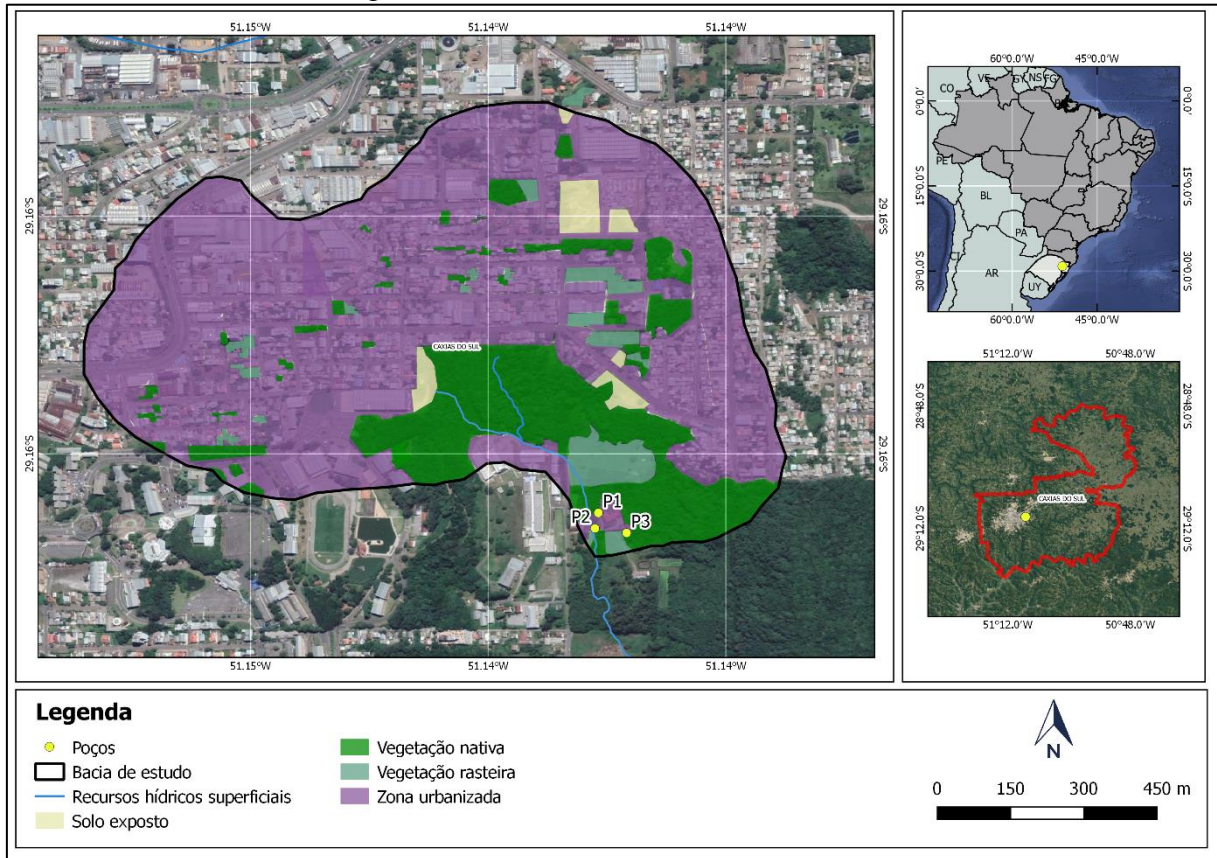 51.15°W
51.14°W
51.14°W
29.16°S
29.16°S
CAXIAS DO SUL
29.16°S
29.16°S
P1
P2
P3
51.15°W
51.14°W
51.14°W
60°0.0'W
45°0.0'W
VE
GY
CO
0°0.0'
0°0.0'
PE
15°0.0'S
15°0.0'S
BL
PA
30°0.0'S
30°0.0'S
AR
UY
60°0.0'W
45°0.0'W
51°12.0'W
50°48.0'W
28°48.0'S
28°48.0'S
CAXIAS DO SUL
29°12.0'S
29°12.0'S
51°12.0'W
50°48.0'W
Legenda
Poços
Bacia de estudo
Recursos hídricos superficiais
Solo exposto
Vegetação nativa
Vegetação rasteira
Zona urbanizada
N
0 150 300 450 m